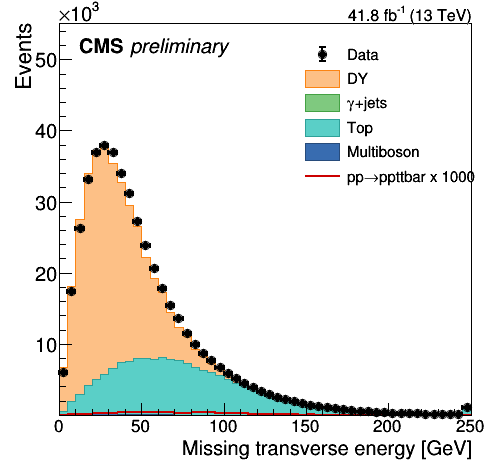 ×10³
41.8 fb⁻¹ (13 TeV)
CMS preliminary
Events
Data
DY
γ+jets
Top
Multiboson
pp→ppttbar x 1000
50
40
30
20
10
0 50 100 150 200 250
Missing transverse energy [GeV]